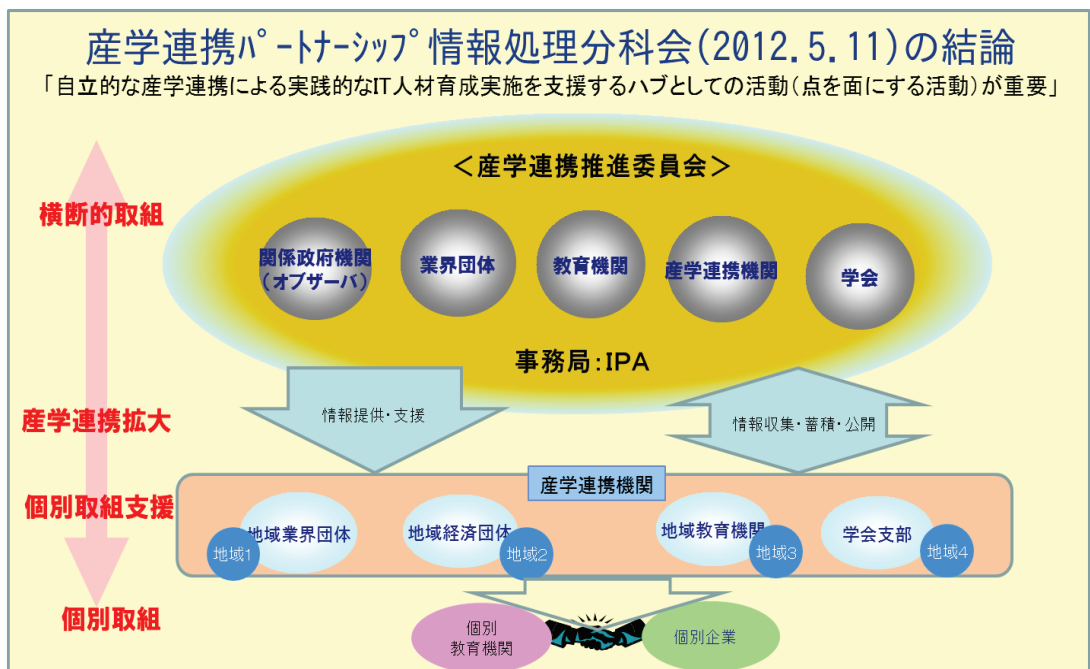 産学連携パートナーシップ情報処理分科会(2012.5.11)の結論
「自立的な産学連携による実践的なIT人材育成実施を支援するハブとしての活動(点を面にする活動)が重要」
＜産学連携推進委員会＞
横断的取組
関係政府機関
(オブザーバ)
業界団体
教育機関
産学連携機関
学会
事務局:IPA
産学連携拡大
情報提供・支援
情報収集・蓄積・公開
個別取組支援
産学連携機関
地域業界団体
地域1
地域経済団体
地域2
地域教育機関
地域3
学会支部
地域4
個別取組
個別
教育機関
個別企業